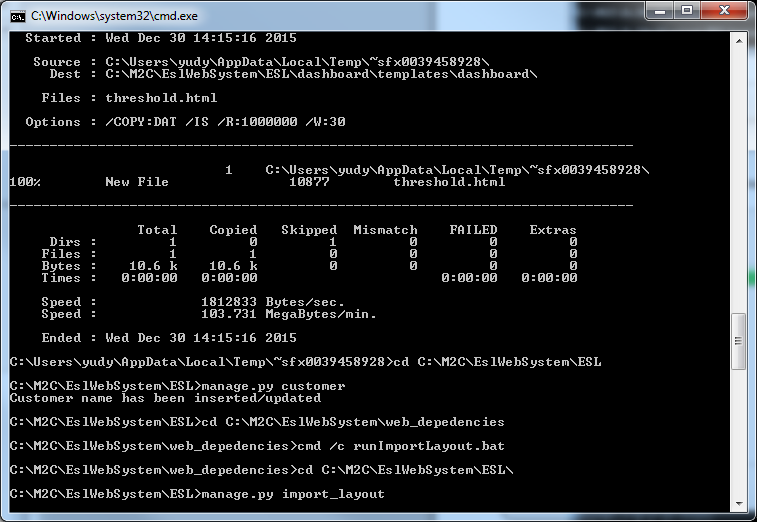 C:\Windows\system32\cmd.exe
Started : Wed Dec 30 14:15:16 2015
Source : C:\Users\yudy\AppData\Local\Temp\~sfx0039458928\
Dest : C:\M2C\EslWebSystem\ESL\dashboard\templates\dashboard\
Files : threshold.html
Options : /COPY:DAT /IS /R:1000000 /W:30
------------------------------------------------------------------------------
1 C:\Users\yudy\AppData\Local\Temp\~sfx0039458928\
100% New File 10877 threshold.html
------------------------------------------------------------------------------
Total Copied Skipped Mismatch FAILED Extras
Dirs : 1 0 1 0 0 0
Files : 1 1 0 0 0 0
Bytes : 10.6 k 10.6 k 0 0 0 0
Times : 0:00:00 0:00:00 0:00:00 0:00:00
Speed : 1812833 Bytes/sec.
Speed : 103.731 MegaBytes/min.
Ended : Wed Dec 30 14:15:16 2015
C:\Users\yudy\AppData\Local\Temp\~sfx0039458928>cd C:\M2C\EslWebSystem\ESL
C:\M2C\EslWebSystem\ESL>manage.py customer
Customer name has been inserted/updated
C:\M2C\EslWebSystem\ESL>cd C:\M2C\EslWebSystem\web_depedencies
C:\M2C\EslWebSystem\web_depedencies>cmd /c runImportLayout.bat
C:\M2C\EslWebSystem\web_depedencies>cd C:\M2C\EslWebSystem\ESL\
C:\M2C\EslWebSystem\ESL>manage.py import_layout